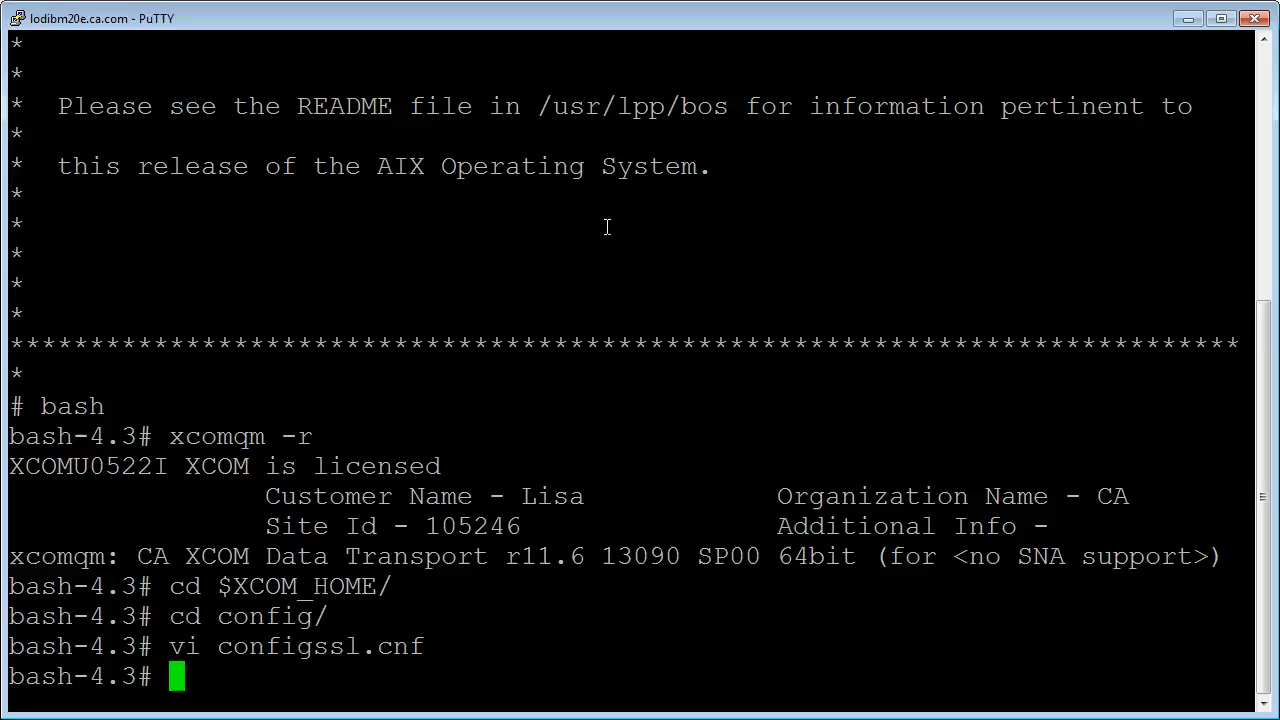 lodibm20e.ca.com - PuTTY
*
*
* Please see the README file in /usr/lpp/bos for information pertinent to
*
* this release of the AIX Operating System.
*
*
*
*
*
*****************************************************************************
*
# bash
bash-4.3# xcomqm -r
XCOMU0522I XCOM is licensed
Customer Name - Lisa Organization Name - CA
Site Id - 105246 Additional Info -
xcomqm: CA XCOM Data Transport r11.6 13090 SP00 64bit (for <no SNA support>)
bash-4.3# cd $XCOM_HOME/
bash-4.3# cd config/
bash-4.3# vi configssl.cnf
bash-4.3#